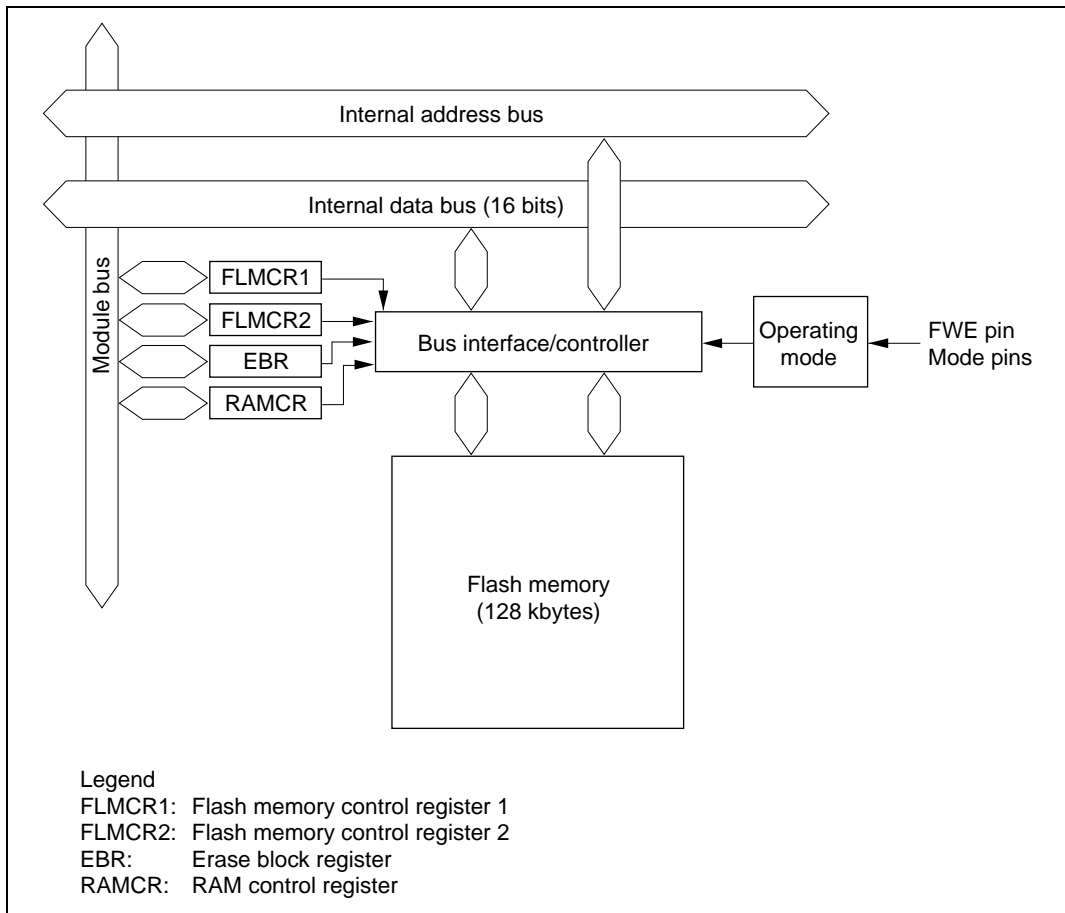 Internal address bus
Internal data bus (16 bits)
Module bus
FLMCR1
FLMCR2
EBR
RAMCR
Bus interface/controller
Operating
mode
FWE pin
Mode pins
Flash memory
(128 kbytes)
Legend
FLMCR1: Flash memory control register 1
FLMCR2: Flash memory control register 2
EBR: Erase block register
RAMCR: RAM control register